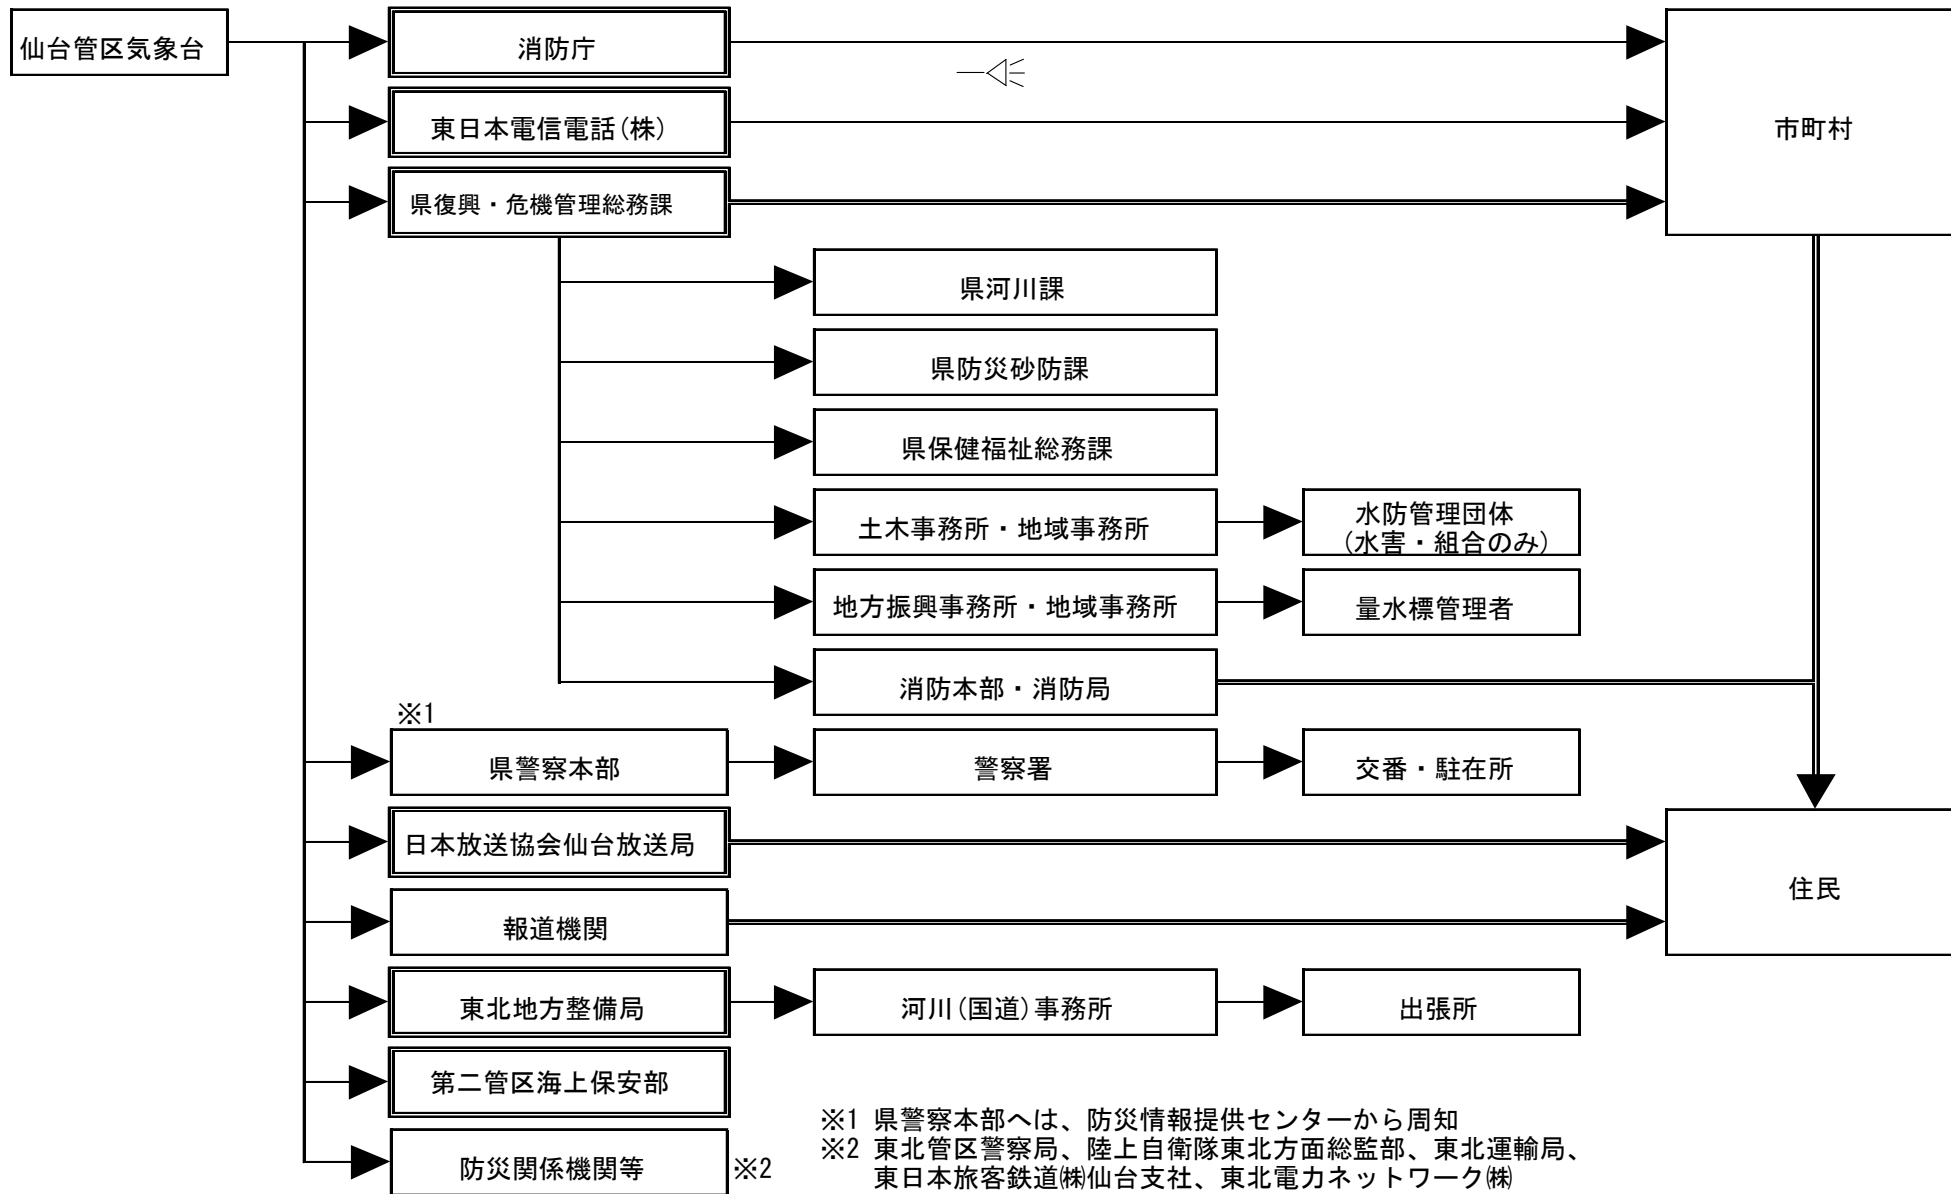 仙台管区気象台
消防庁
東日本電信電話(株)
市町村
県復興・危機管理総務課
県河川課
県防災砂防課
県保健福祉総務課
土木事務所・地域事務所
水防管理団体
(水害・組合のみ)
地方振興事務所・地域事務所
量水標管理者
消防本部・消防局
※1
県警察本部
警察署
交番・駐在所
日本放送協会仙台放送局
住民
報道機関
東北地方整備局
河川(国道)事務所
出張所
第二管区海上保安部
防災関係機関等
※2
※1 県警察本部へは、防災情報提供センターから周知
※2 東北管区警察局、陸上自衛隊東北方面総監部、東北運輸局、
東日本旅客鉄道㈱仙台支社、東北電力ネットワーク㈱